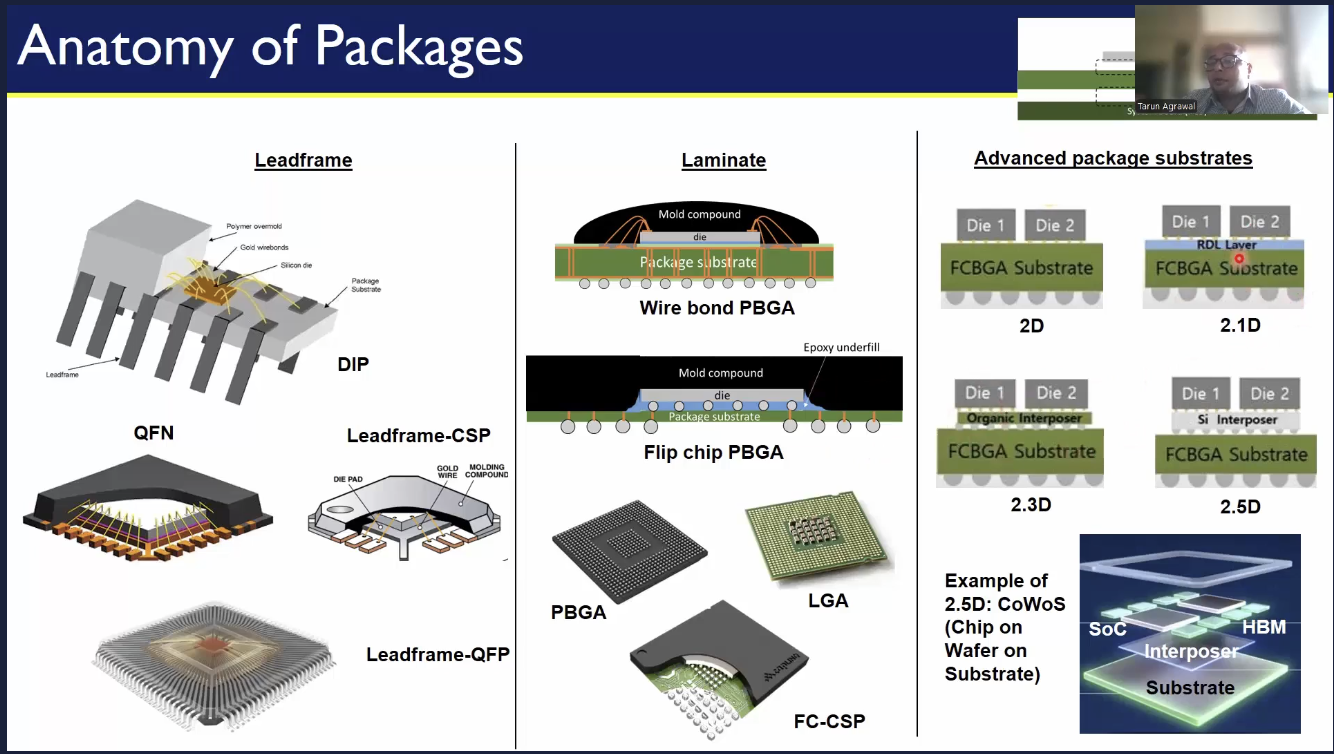 Anatomy of Packages
Tarun Agrawal
Leadframe
Polymer overmold
Gold wirebonds
Silicon die
Package
Substrate
Leadframe
DIP
QFN
Leadframe-CSP
DIE PAD
GOLD
WIRE
MOLDING
COMPOUND
Leadframe-QFP
Laminate
Mold compound
die
Package substrate
Wire bond PBGA
Epoxy underfill
Mold compound
die
Package substrate
Flip chip PBGA
PBGA
LGA
FC-CSP
Advanced package substrates
Die 1 Die 2
FCBGA Substrate
2D
Die 1 Die 2
RDL Layer
FCBGA Substrate
2.1D
Die 1 Die 2
Organic Interposer
FCBGA Substrate
2.3D
Die 1 Die 2
Si Interposer
FCBGA Substrate
2.5D
Example of
2.5D: CoWoS
(Chip on
Wafer on
Substrate)
SoC
HBM
Interposer
Substrate